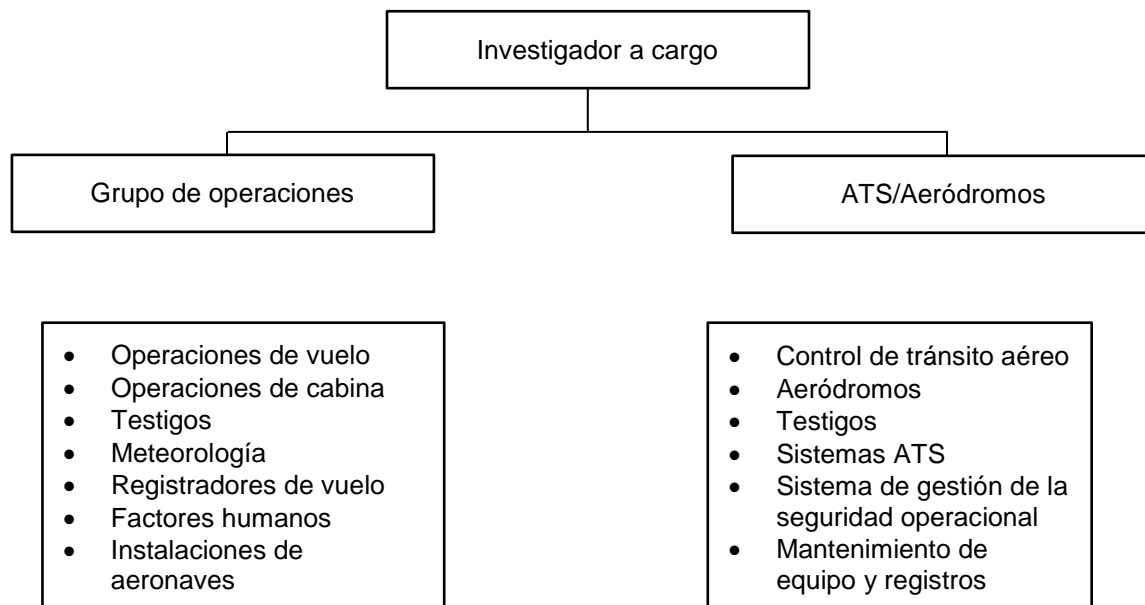 Investigador a cargo
Grupo de operaciones
ATS/Aeródromos
• Operaciones de vuelo
• Operaciones de cabina
• Testigos
• Meteorología
• Registradores de vuelo
• Factores humanos
• Instalaciones de
aeronaves
• Control de tránsito aéreo
• Aeródromos
• Testigos
• Sistemas ATS
• Sistema de gestión de la
seguridad operacional
• Mantenimiento de
equipo y registros